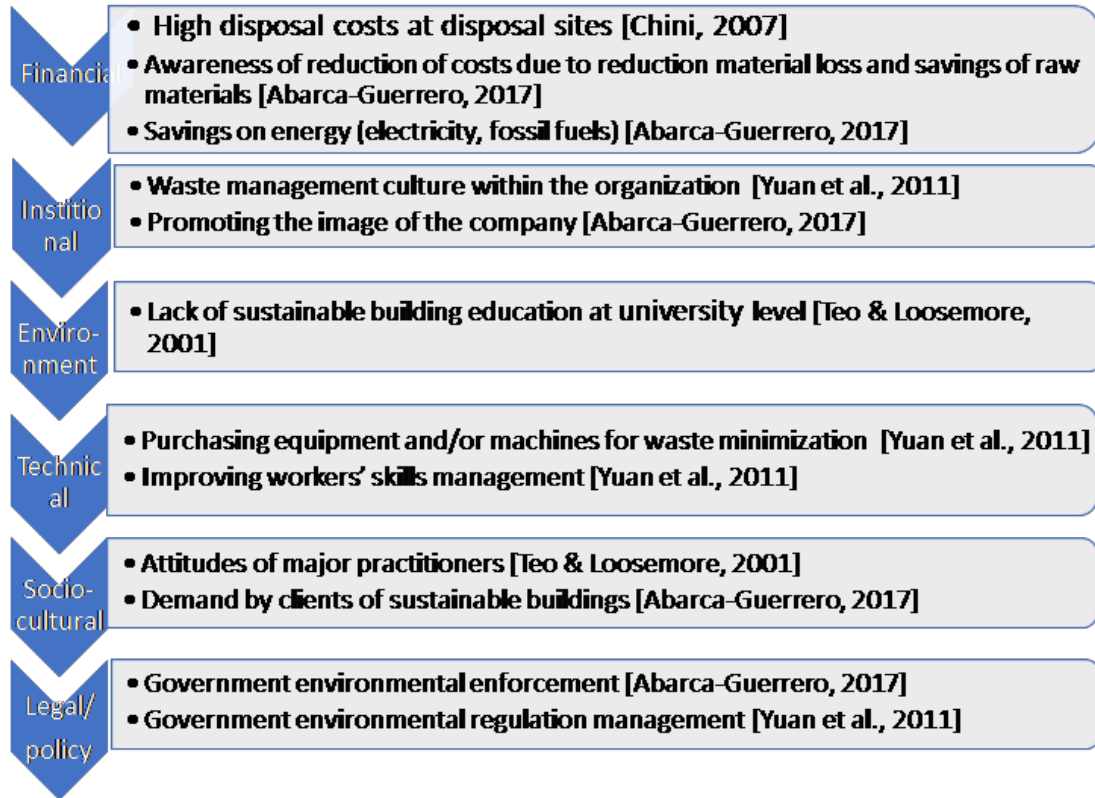 Financial
• High disposal costs at disposal sites [Chini, 2007]
• Awareness of reduction of costs due to reduction material loss and savings of raw
materials [Abarca-Guerrero, 2017]
• Savings on energy (electricity, fossil fuels) [Abarca-Guerrero, 2017]
Institio
nal
• Waste management culture within the organization [Yuan et al., 2011]
• Promoting the image of the company [Abarca-Guerrero, 2017]
Enviro-
nment
• Lack of sustainable building education at university level [Teo & Loosemore,
2001]
Technic
al
• Purchasing equipment and/or machines for waste minimization [Yuan et al., 2011]
• Improving workers’ skills management [Yuan et al., 2011]
Socio-
cultural
• Attitudes of major practitioners [Teo & Loosemore, 2001]
• Demand by clients of sustainable buildings [Abarca-Guerrero, 2017]
Legal/
policy
• Government environmental enforcement [Abarca-Guerrero, 2017]
• Government environmental regulation management [Yuan et al., 2011]